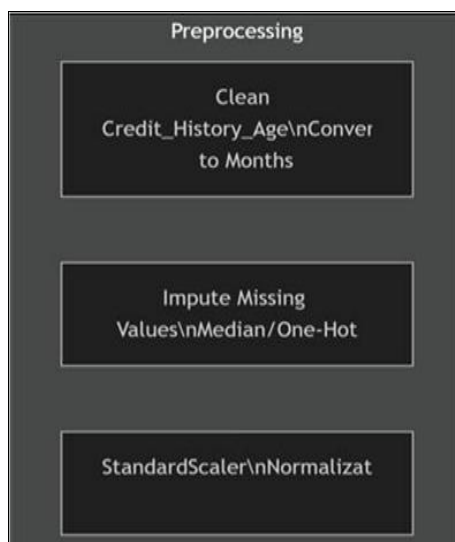 Preprocessing
Clean
Credit_History_Age\nConver
to Months
Impute Missing
Values\nMedian/One-Hot
StandardScaler\nNormalizat